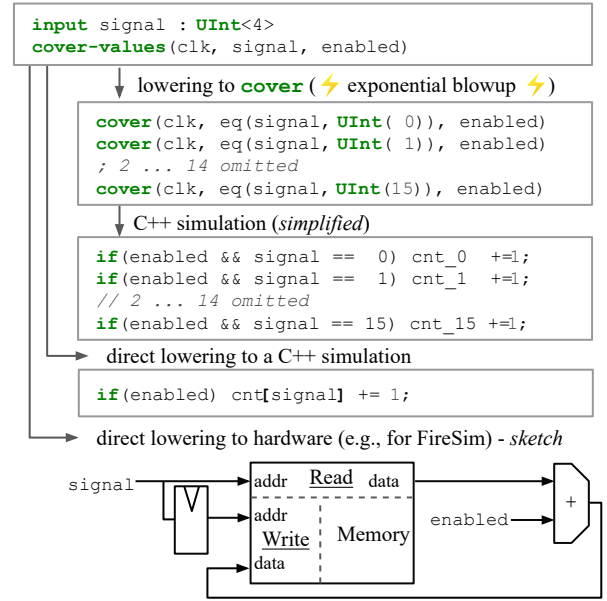 input signal : UInt<4>
cover-values(clk, signal, enabled)
lowering to cover (⚡ exponential blowup ⚡)
cover(clk, eq(signal, UInt( 0)), enabled)
cover(clk, eq(signal, UInt( 1)), enabled)
; 2 ... 14 omitted
cover(clk, eq(signal, UInt(15)), enabled)
C++ simulation (simplified)
if(enabled && signal ==  0) cnt_0  +=1;
if(enabled && signal ==  1) cnt_1  +=1;
// 2 ... 14 omitted
if(enabled && signal == 15) cnt_15 +=1;
direct lowering to a C++ simulation
if(enabled) cnt[signal] += 1;
direct lowering to hardware (e.g., for FireSim) - sketch
signal
addr Read data
addr
Write
data
Memory
enabled
+